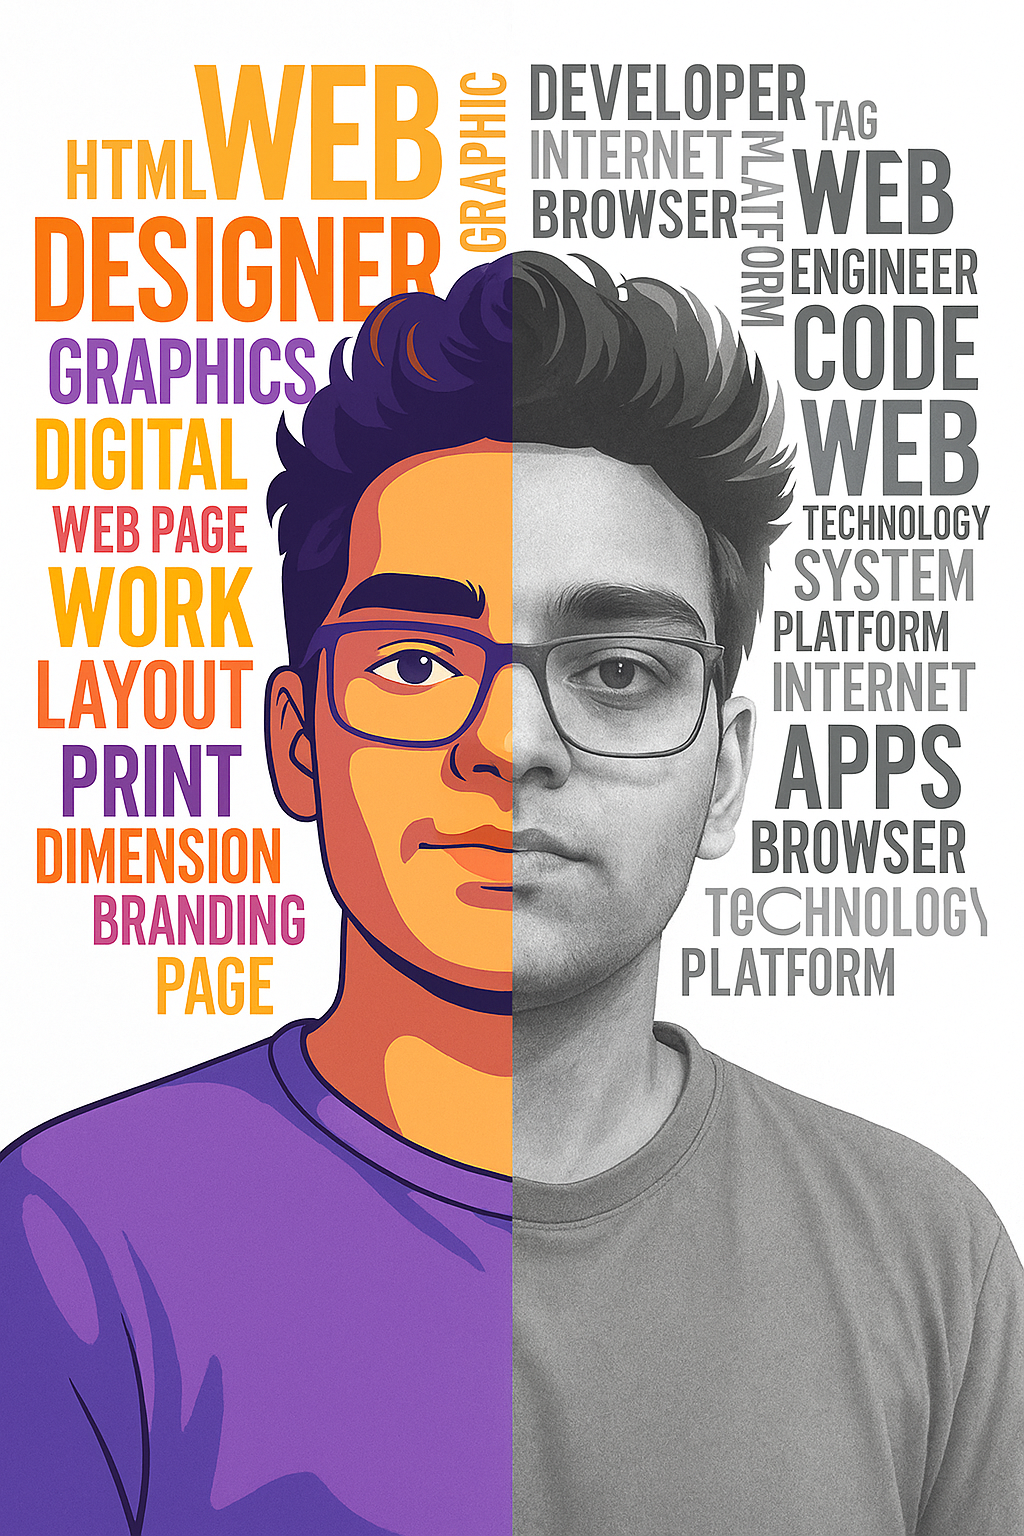 HTML WEB
GRAPHIC
DESIGNER
GRAPHICS
DIGITAL
WEB PAGE
WORK
LAYOUT
PRINT
DIMENSION
BRANDING
PAGE
DEVELOPER
TAG
INTERNET
BROWSER
MLATFORM
WEB
ENGINEER
CODE
WEB
TECHNOLOGY
SYSTEM
PLATFORM
INTERNET
APPS
BROWSER
TeCHNOLOGY
PLATFORM